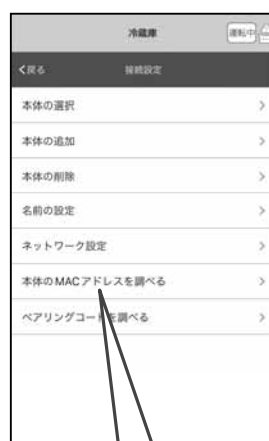 冷蔵庫
運転中
<戻る
接続設定
本体の選択
本体の追加
本体の削除
名前の設定
ネットワーク設定
本体のMACアドレスを調べる
ペアリングコードを調べる